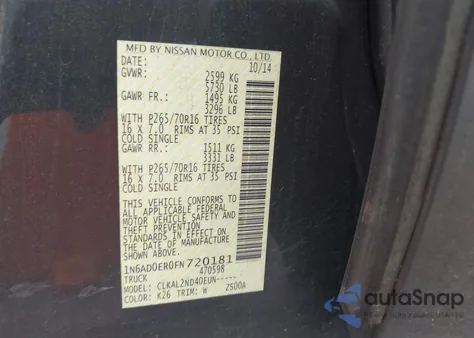 MFD BY NISSAN MOTOR CO., LTD.
DATE: 10/14
GVWR: 2599 KG
5730 LB
GAWR FR.: 1495 KG
3296 LB
WITH P265/70R16 TIRES
16 X 7.0 RIMS AT 35 PSI
COLD SINGLE
GAWR RR.: 1511 KG
3331 LB
WITH P265/70R16 TIRES
16 X 7.0 RIMS AT 35 PSI
COLD SINGLE
THIS VEHICLE CONFORMS TO
ALL APPLICABLE FEDERAL
MOTOR VEHICLE SAFETY AND
THEFT PREVENTION
STANDARDS IN EFFECT ON
THE DATE OF MANUFACTURE
SHOWN ABOVE.
1N6AD0ER0FN720181
TRUCK 470598
MODEL: CLKAL2ND4DEUN-----
COLOR: K26 TRIM: W 2500A
autoSnap